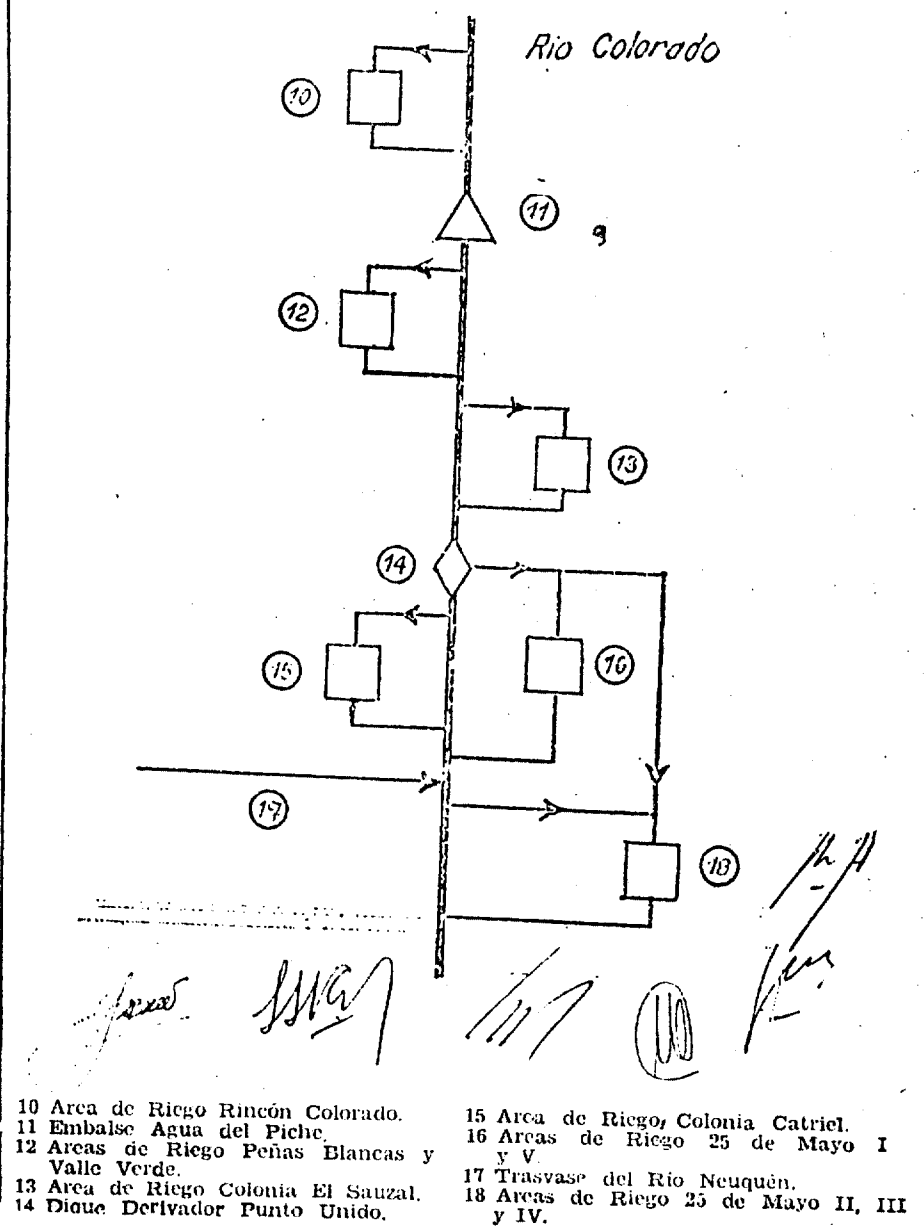 Rio Colorado
10
11
9
12
13
14
15
16
17
18
10 Area de Riego Rincón Colorado.
11 Embalse Agua del Piche.
12 Areas de Riego Peñas Blancas y
Valle Verde.
13 Area de Riego Colonia El Sauzal.
14 Dique Derivador Punto Unido.
15 Area de Riego, Colonia Catriel.
16 Areas de Riego 25 de Mayo I
y V.
17 Trasvase del Río Neuquén.
18 Areas de Riego 25 de Mayo II, III
y IV.